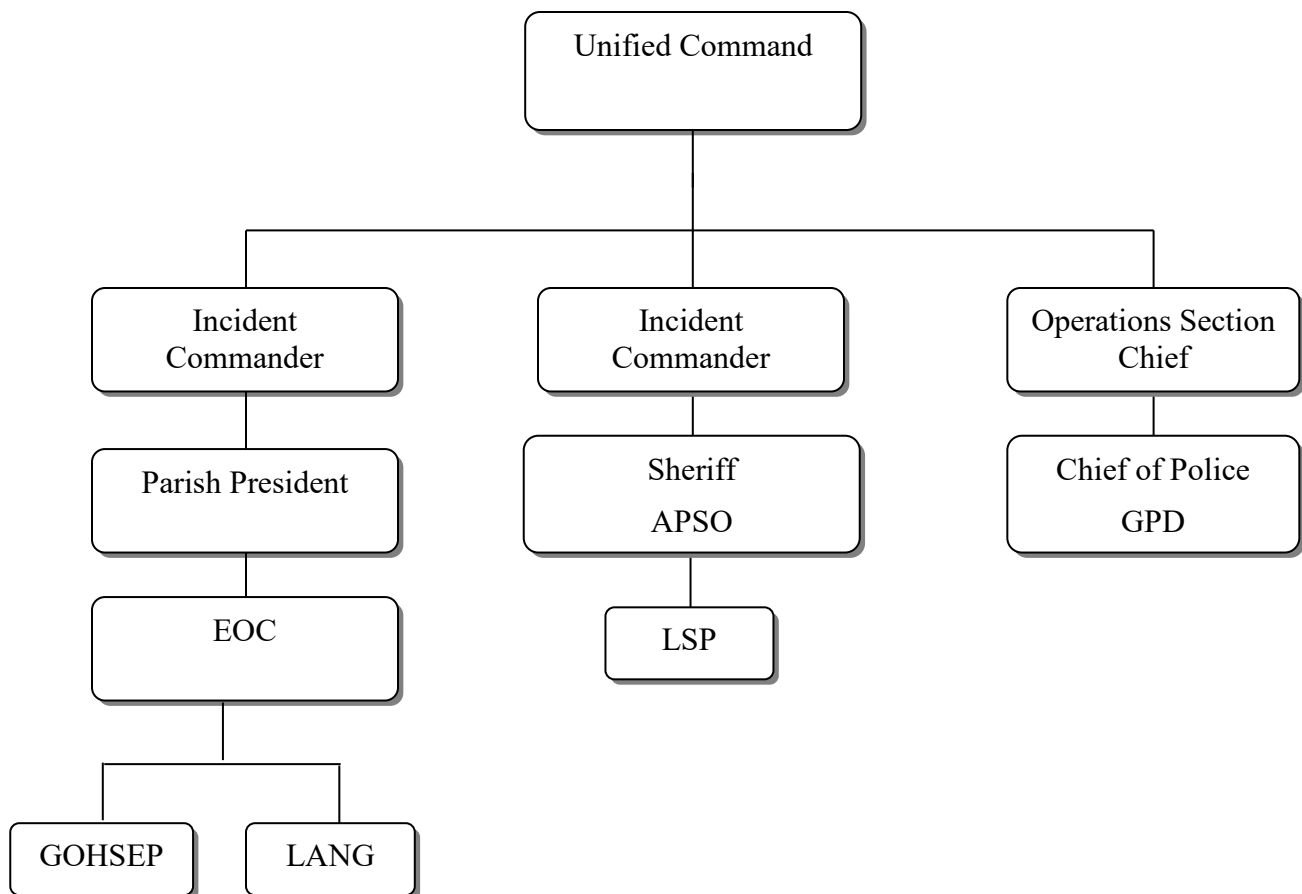 Unified Command
Incident
Commander
Incident
Commander
Operations Section
Chief
Parish President
Sheriff
APSO
Chief of Police
GPD
EOC
LSP
GOHSEP
LANG